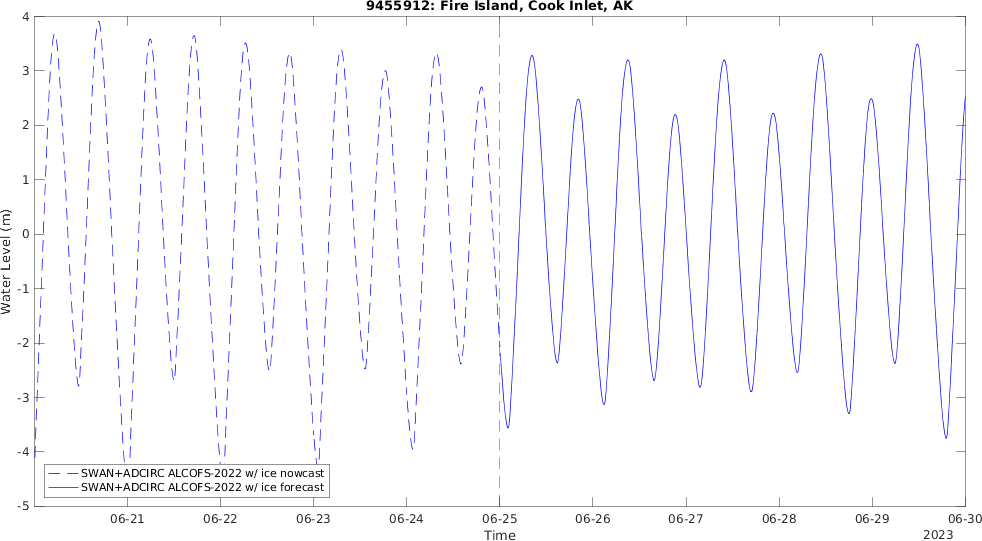 9455912: Fire Island, Cook Inlet, AK
4
3
2
1
0
-1
-2
-3
-4
-5
Water Level (m)
SWAN+ADCIRC ALCOFS-2022 w/ ice nowcast
SWAN+ADCIRC ALCOFS-2022 w/ ice forecast
06-21 06-22 06-23 06-24 06-25 06-26 06-27 06-28 06-29 06-30
Time
2023